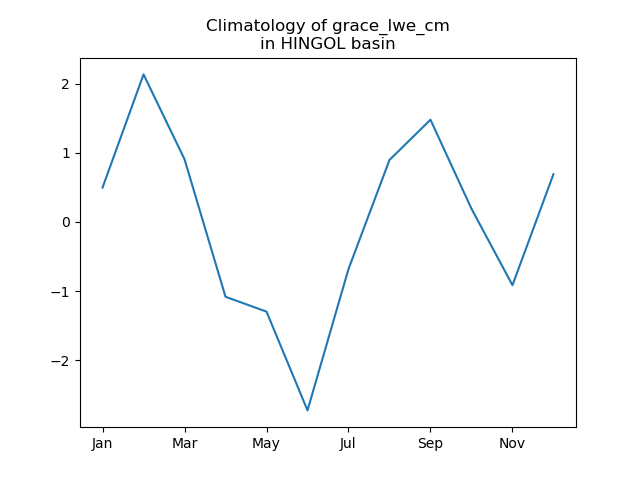 Climatology of grace_lwe_cm
in HINGOL basin
2
1
0
−1
−2
Jan
Mar
May
Jul
Sep
Nov